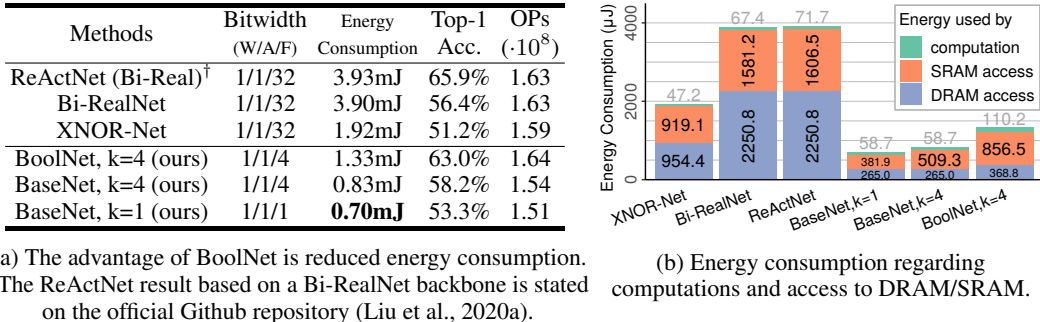 Methods Bitwidth (W/A/F) Energy Consumption Top-1 Acc. OPs (·10⁸)
ReActNet (Bi-Real)† 1/1/32 3.93mJ 65.9% 1.63
Bi-RealNet 1/1/32 3.90mJ 56.4% 1.63
XNOR-Net 1/1/32 1.92mJ 51.2% 1.59
BoolNet, k=4 (ours) 1/1/4 1.33mJ 63.0% 1.64
BaseNet, k=4 (ours) 1/1/4 0.83mJ 58.2% 1.54
BaseNet, k=1 (ours) 1/1/1 0.70mJ 53.3% 1.51
a) The advantage of BoolNet is reduced energy consumption.
The ReActNet result based on a Bi-RealNet backbone is stated
on the official Github repository (Liu et al., 2020a).
Energy Consumption (μJ)
4000
2000
0
47.2
919.1
954.4
67.4
1581.2
2250.8
71.7
1606.5
2250.8
58.7
381.9
265.0
58.7
509.3
265.0
110.2
856.5
368.8
XNOR-Net
Bi-RealNet
ReActNet
BaseNet,k=1
BaseNet,k=4
BoolNet,k=4
Energy used by
computation
SRAM access
DRAM access
(b) Energy consumption regarding
computations and access to DRAM/SRAM.